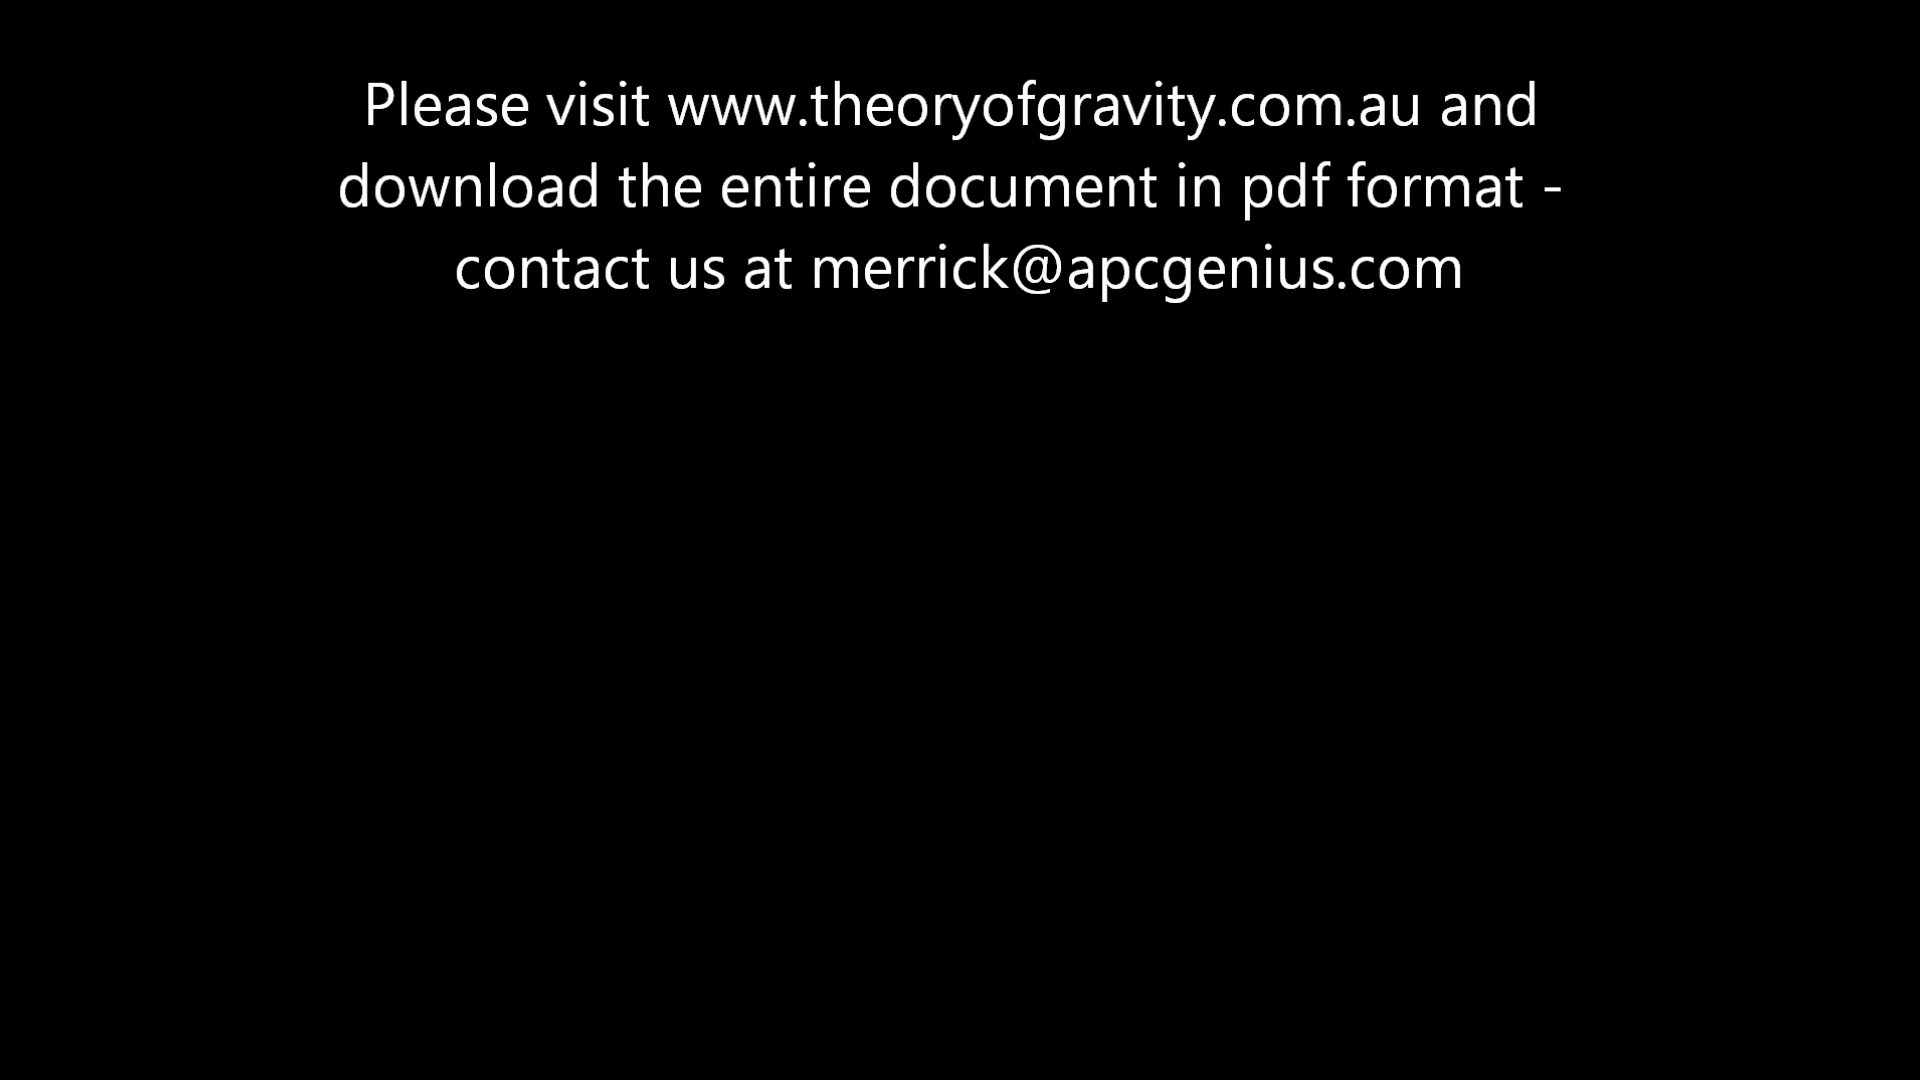 Please visit www.theoryofgravity.com.au and
download the entire document in pdf format -
contact us at merrick@apcgenius.com